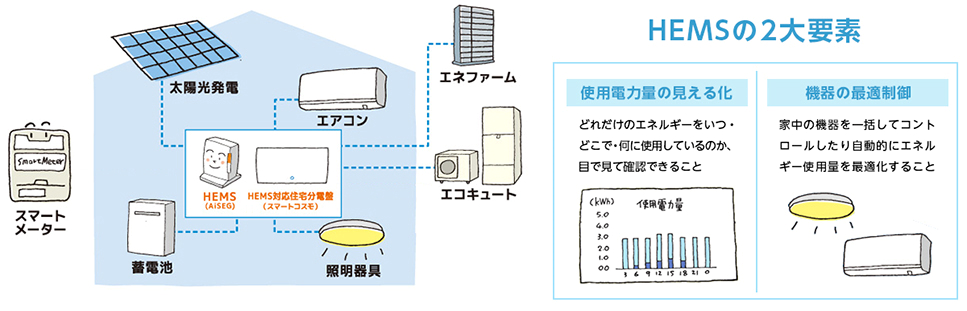 太陽光発電
エアコン
エネファーム
エコキュート
SmartMeter
スマート
メーター
HEMS
(AiSEG)
HEMS対応住宅分電盤
(スマートコスモ)
蓄電池
照明器具
HEMSの2大要素
使用電力量の見える化
どれだけのエネルギーをいつ・
どこで・何に使用しているのか、
目で見て確認できること
(kWh) 使用電力量
5.0
4.0
3.0
2.0
1.0
0.0
3 6 9 12 15 18 21 0
機器の最適制御
家中の機器を一括してコント
ロールしたり自動的にエネル
ギー使用量を最適化すること